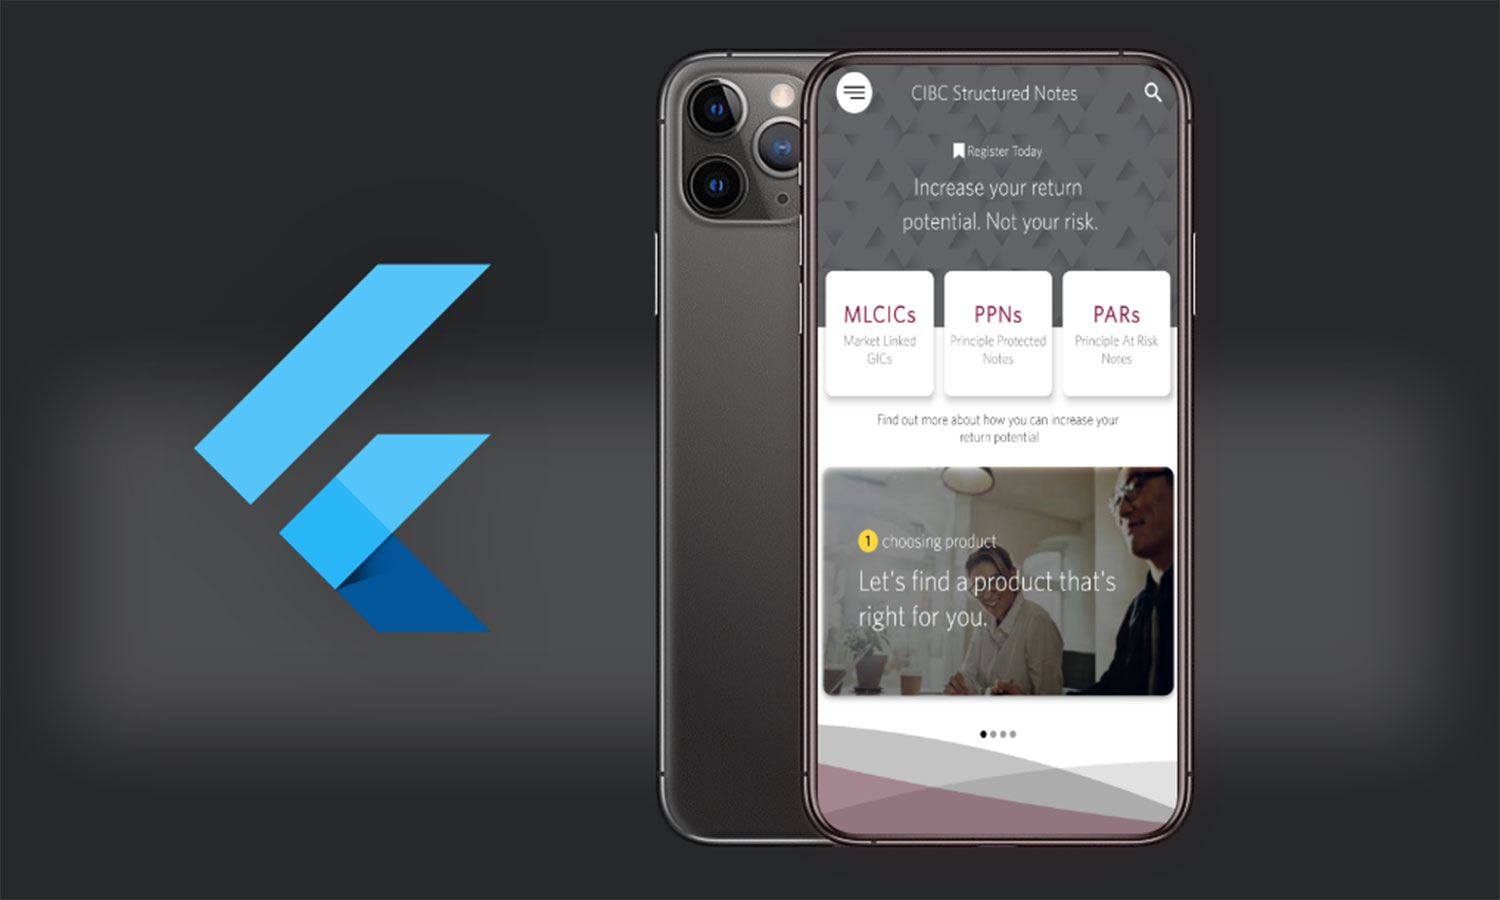 CIBC Structured Notes
Register Today
Increase your return
potential. Not your risk.
MLCICs
Market Linked
GICs
PPNs
Principle Protected
Notes
PARs
Principle At Risk
Notes
Find out more about how you can increase your
return potential
1 choosing product
Let's find a product that's
right for you.